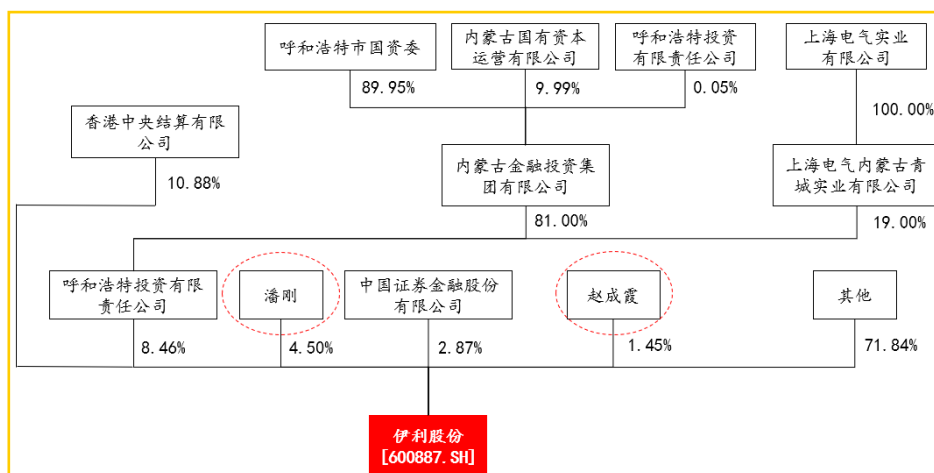 呼和浩特市国资委
内蒙古国有资本
运营有限公司
呼和浩特投资
有限责任公司
上海电气实业
有限公司
89.95%
9.99%
0.05%
100.00%
香港中央结算有限
公司
10.88%
内蒙古金融投资集
团有限公司
上海电气内蒙古青
城实业有限公司
81.00%
19.00%
呼和浩特投资有限
责任公司
潘刚
中国证券金融股份
有限公司
赵成霞
其他
8.46%
4.50%
2.87%
1.45%
71.84%
伊利股份
[600887.SH]